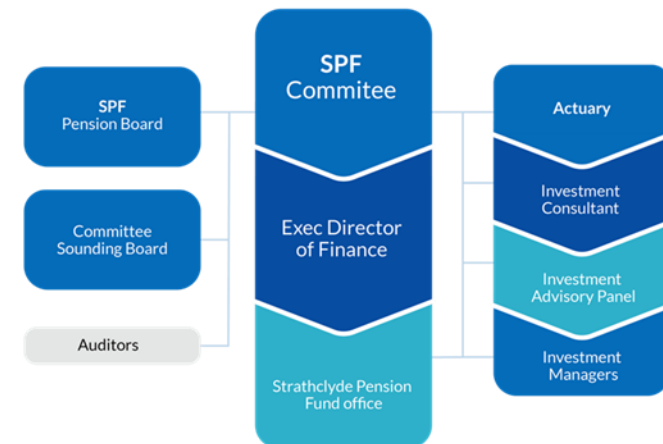 SPF
Pension Board
Committee
Sounding Board
Auditors
SPF
Commitee
Exec Director
of Finance
Strathclyde Pension
Fund office
Actuary
Investment
Consultant
Investment
Advisory Panel
Investment
Managers